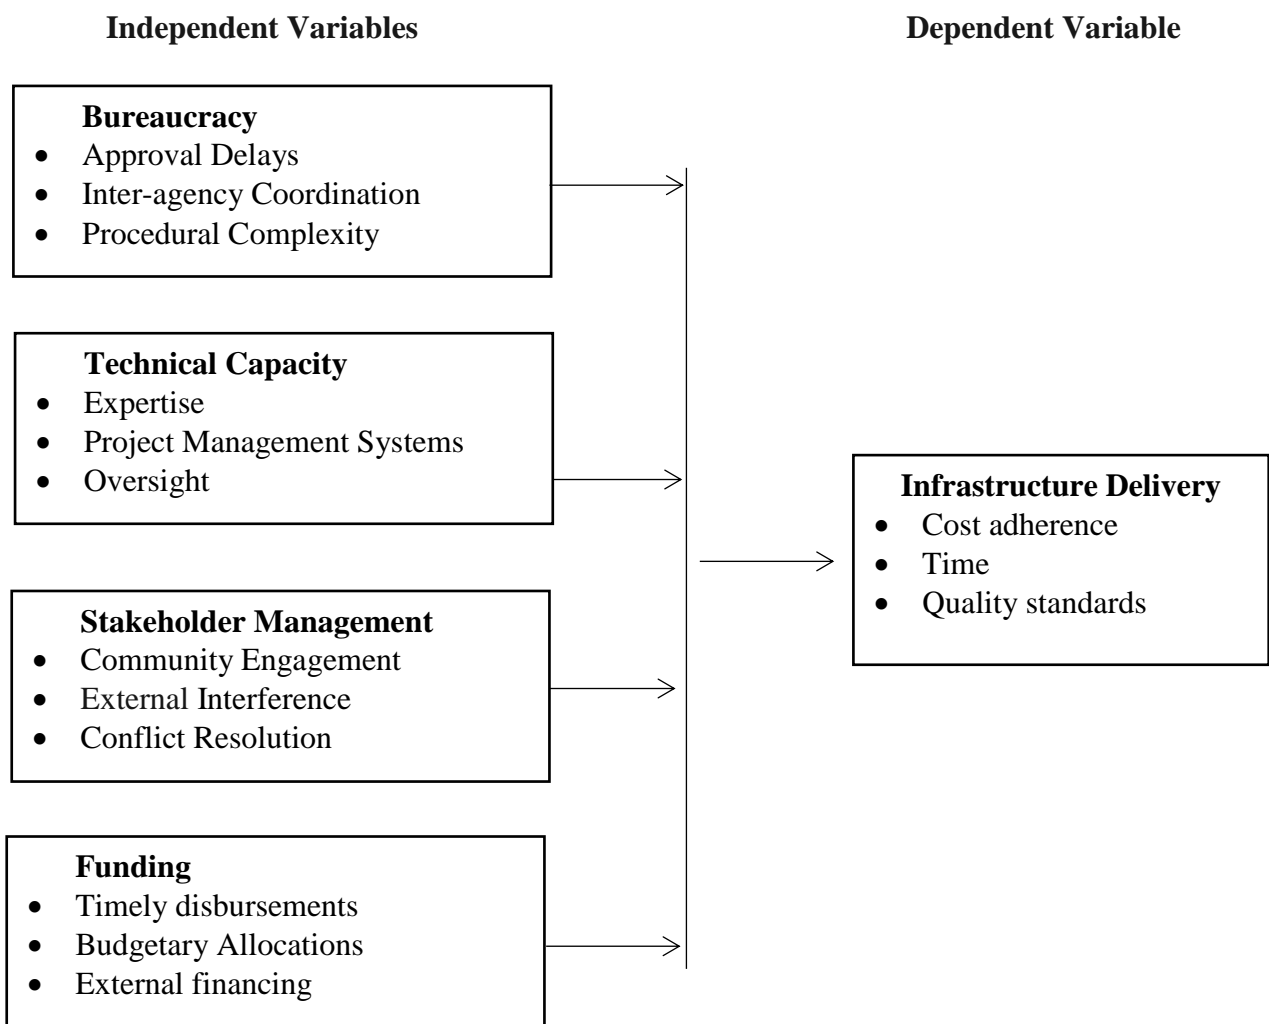 Independent Variables
Dependent Variable
Bureaucracy
• Approval Delays
• Inter-agency Coordination
• Procedural Complexity
Technical Capacity
• Expertise
• Project Management Systems
• Oversight
Stakeholder Management
• Community Engagement
• External Interference
• Conflict Resolution
Funding
• Timely disbursements
• Budgetary Allocations
• External financing
Infrastructure Delivery
• Cost adherence
• Time
• Quality standards